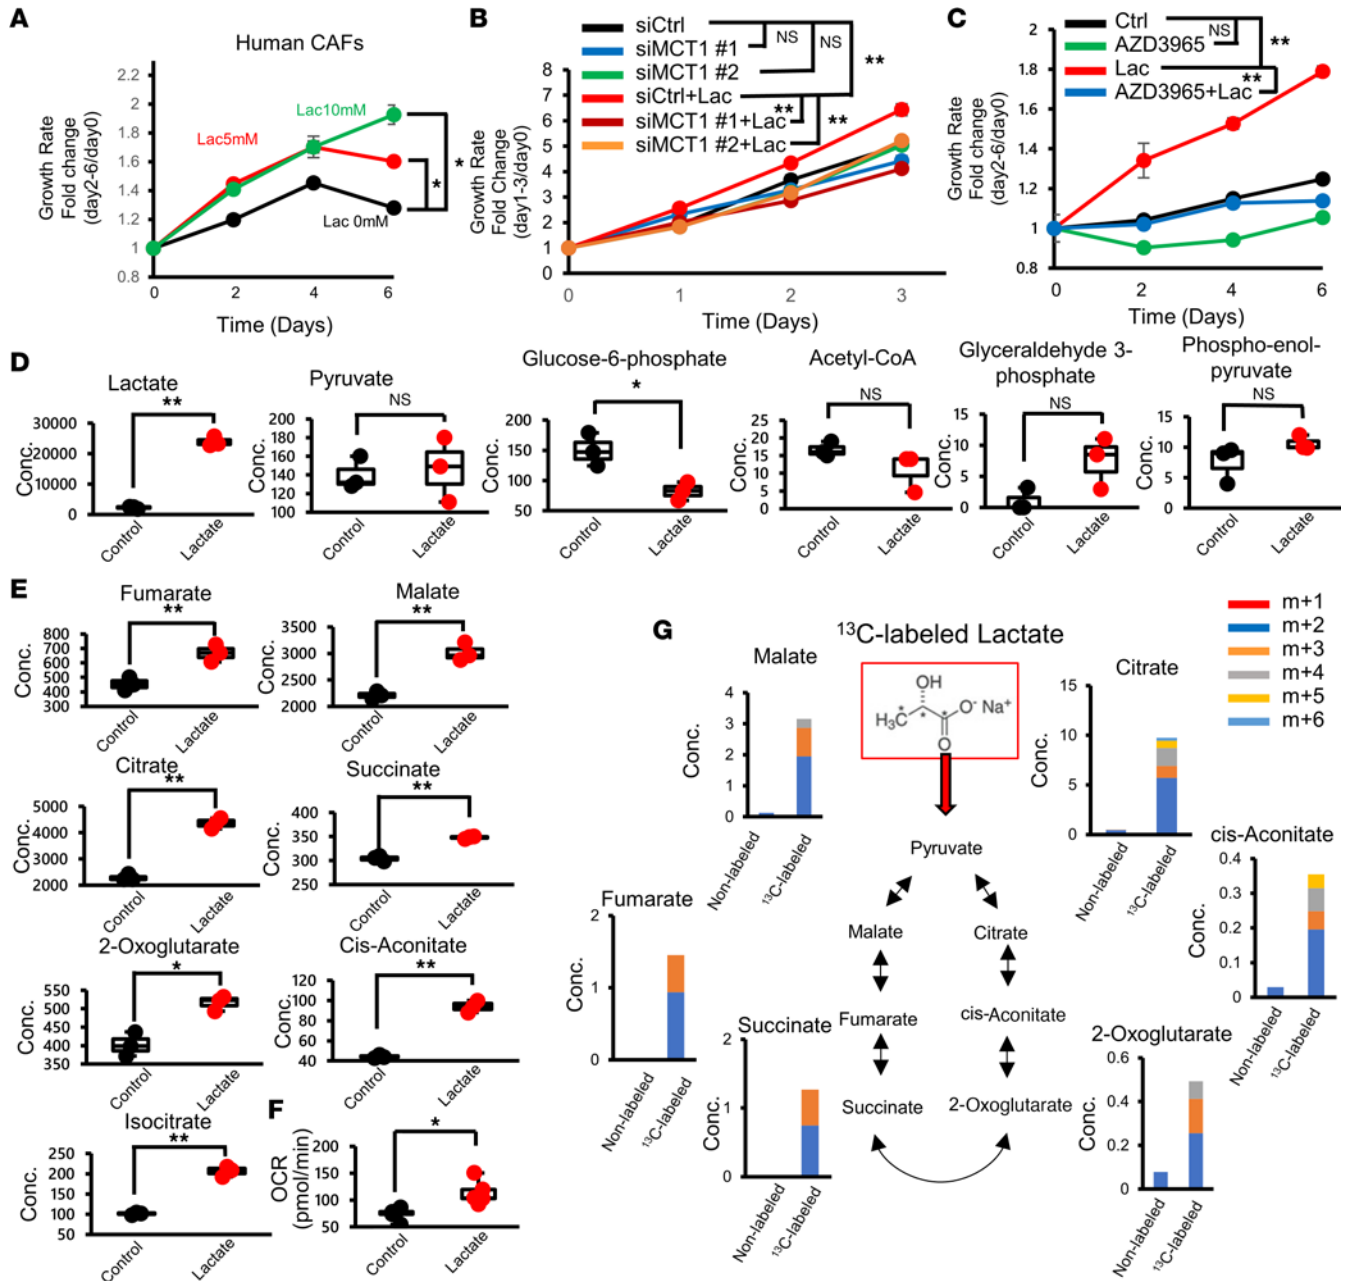 A
Human CAFs
Growth Rate
Fold change
(day2-6/day0)
2.2
2
1.8
1.6
1.4
1.2
1
0.8
Lac10mM
Lac5mM
Lac 0mM
*
*
0 2 4 6
Time (Days)
B
siCtrl
siMCT1 #1
siMCT1 #2
siCtrl+Lac
siMCT1 #1+Lac
siMCT1 #2+Lac
NS
NS
**
**
**
Growth Rate
Fold Change
(day1-3/day0)
8
7
6
5
4
3
2
1
0
0 1 2 3
Time (Days)
C
Ctrl
AZD3965
Lac
AZD3965+Lac
NS
**
**
Growth Rate
Fold change
(day2-6/day0)
2
1.8
1.6
1.4
1.2
1
0.8
0 2 4 6
Time (Days)
D
Lactate
**
Conc.
30000
20000
10000
0
Control Lactate
Pyruvate
NS
Conc.
200
180
160
140
120
100
Control Lactate
Glucose-6-phosphate
*
Conc.
200
150
100
50
Control Lactate
Acetyl-CoA
NS
Conc.
25
20
15
10
5
0
Control Lactate
Glyceraldehyde 3-
phosphate
NS
Conc.
15
10
5
0
Control Lactate
Phospho-enol-
pyruvate
NS
Conc.
15
10
5
0
Control Lactate
E
Fumarate
**
Conc.
800
700
600
500
400
300
Control Lactate
Malate
**
Conc.
3500
3000
2500
2000
Control Lactate
Citrate
**
Conc.
5000
4000
3000
2000
Control Lactate
Succinate
**
Conc.
400
350
300
250
Control Lactate
2-Oxoglutarate
*
Conc.
550
500
450
400
350
Control Lactate
Cis-Aconitate
**
Conc.
120
100
80
60
40
Control Lactate
Isocitrate
**
Conc.
250
200
150
100
50
Control Lactate
F
*
OCR
(pmol/min)
200
150
100
50
Control Lactate
G
13C-labeled Lactate
OH
H3C
* * *
O- Na+
O
m+1
m+2
m+3
m+4
m+5
m+6
Malate
Conc.
4
3
2
1
0
Non-labeled 13C-labeled
Citrate
Conc.
15
10
5
0
Non-labeled 13C-labeled
cis-Aconitate
Conc.
0.4
0.3
0.2
0.1
0
Non-labeled 13C-labeled
Fumarate
Conc.
2
1
0
Non-labeled 13C-labeled
Succinate
Conc.
2
1
0
Non-labeled 13C-labeled
2-Oxoglutarate
Conc.
0.6
0.4
0.2
0
Non-labeled 13C-labeled
Pyruvate
Malate Citrate
Fumarate cis-Aconitate
Succinate 2-Oxoglutarate